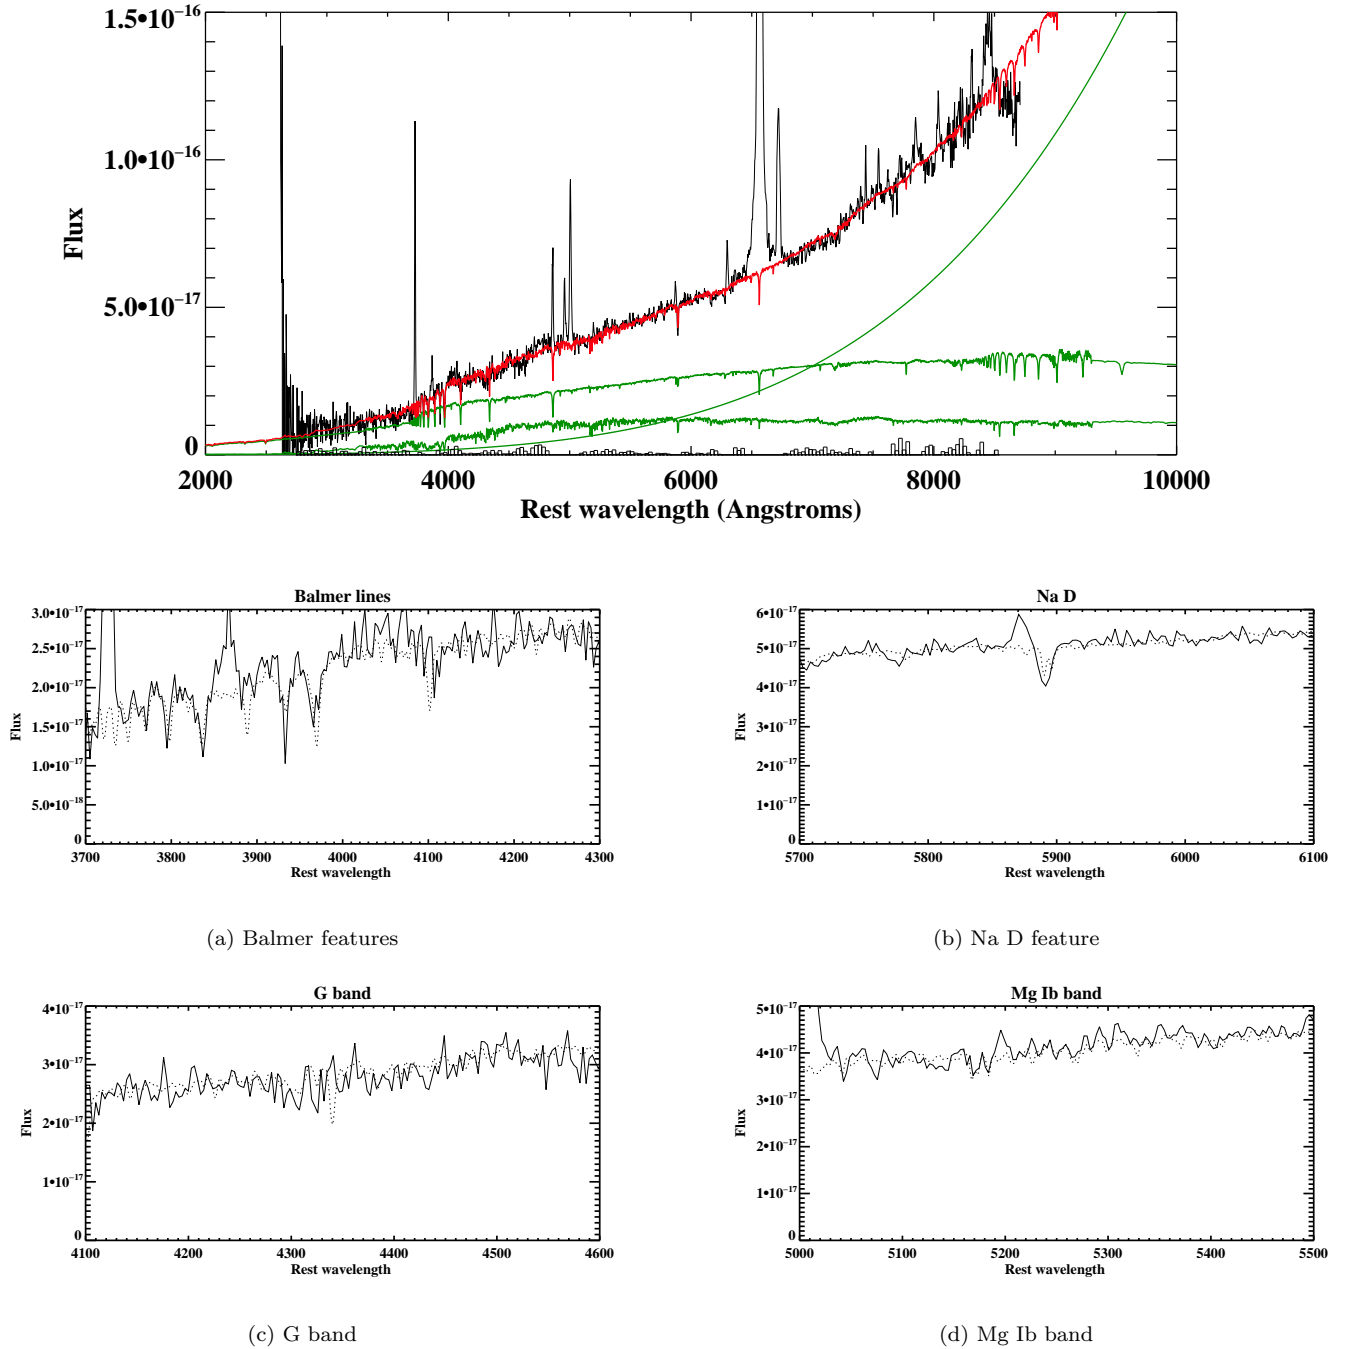 1.5•10⁻¹⁶
1.0•10⁻¹⁶
5.0•10⁻¹⁷
0
Flux
2000 4000 6000 8000 10000
Rest wavelength (Angstroms)
Balmer lines
3.0•10⁻¹⁷
2.5•10⁻¹⁷
2.0•10⁻¹⁷
1.5•10⁻¹⁷
1.0•10⁻¹⁷
5.0•10⁻¹⁸
0
Flux
3700 3800 3900 4000 4100 4200 4300
Rest wavelength
(a) Balmer features
Na D
6•10⁻¹⁷
5•10⁻¹⁷
4•10⁻¹⁷
3•10⁻¹⁷
2•10⁻¹⁷
1•10⁻¹⁷
0
Flux
5700 5800 5900 6000 6100
Rest wavelength
(b) Na D feature
G band
4•10⁻¹⁷
3•10⁻¹⁷
2•10⁻¹⁷
1•10⁻¹⁷
0
Flux
4100 4200 4300 4400 4500 4600
Rest wavelength
(c) G band
Mg Ib band
5•10⁻¹⁷
4•10⁻¹⁷
3•10⁻¹⁷
2•10⁻¹⁷
1•10⁻¹⁷
0
Flux
5000 5100 5200 5300 5400 5500
Rest wavelength
(d) Mg Ib band